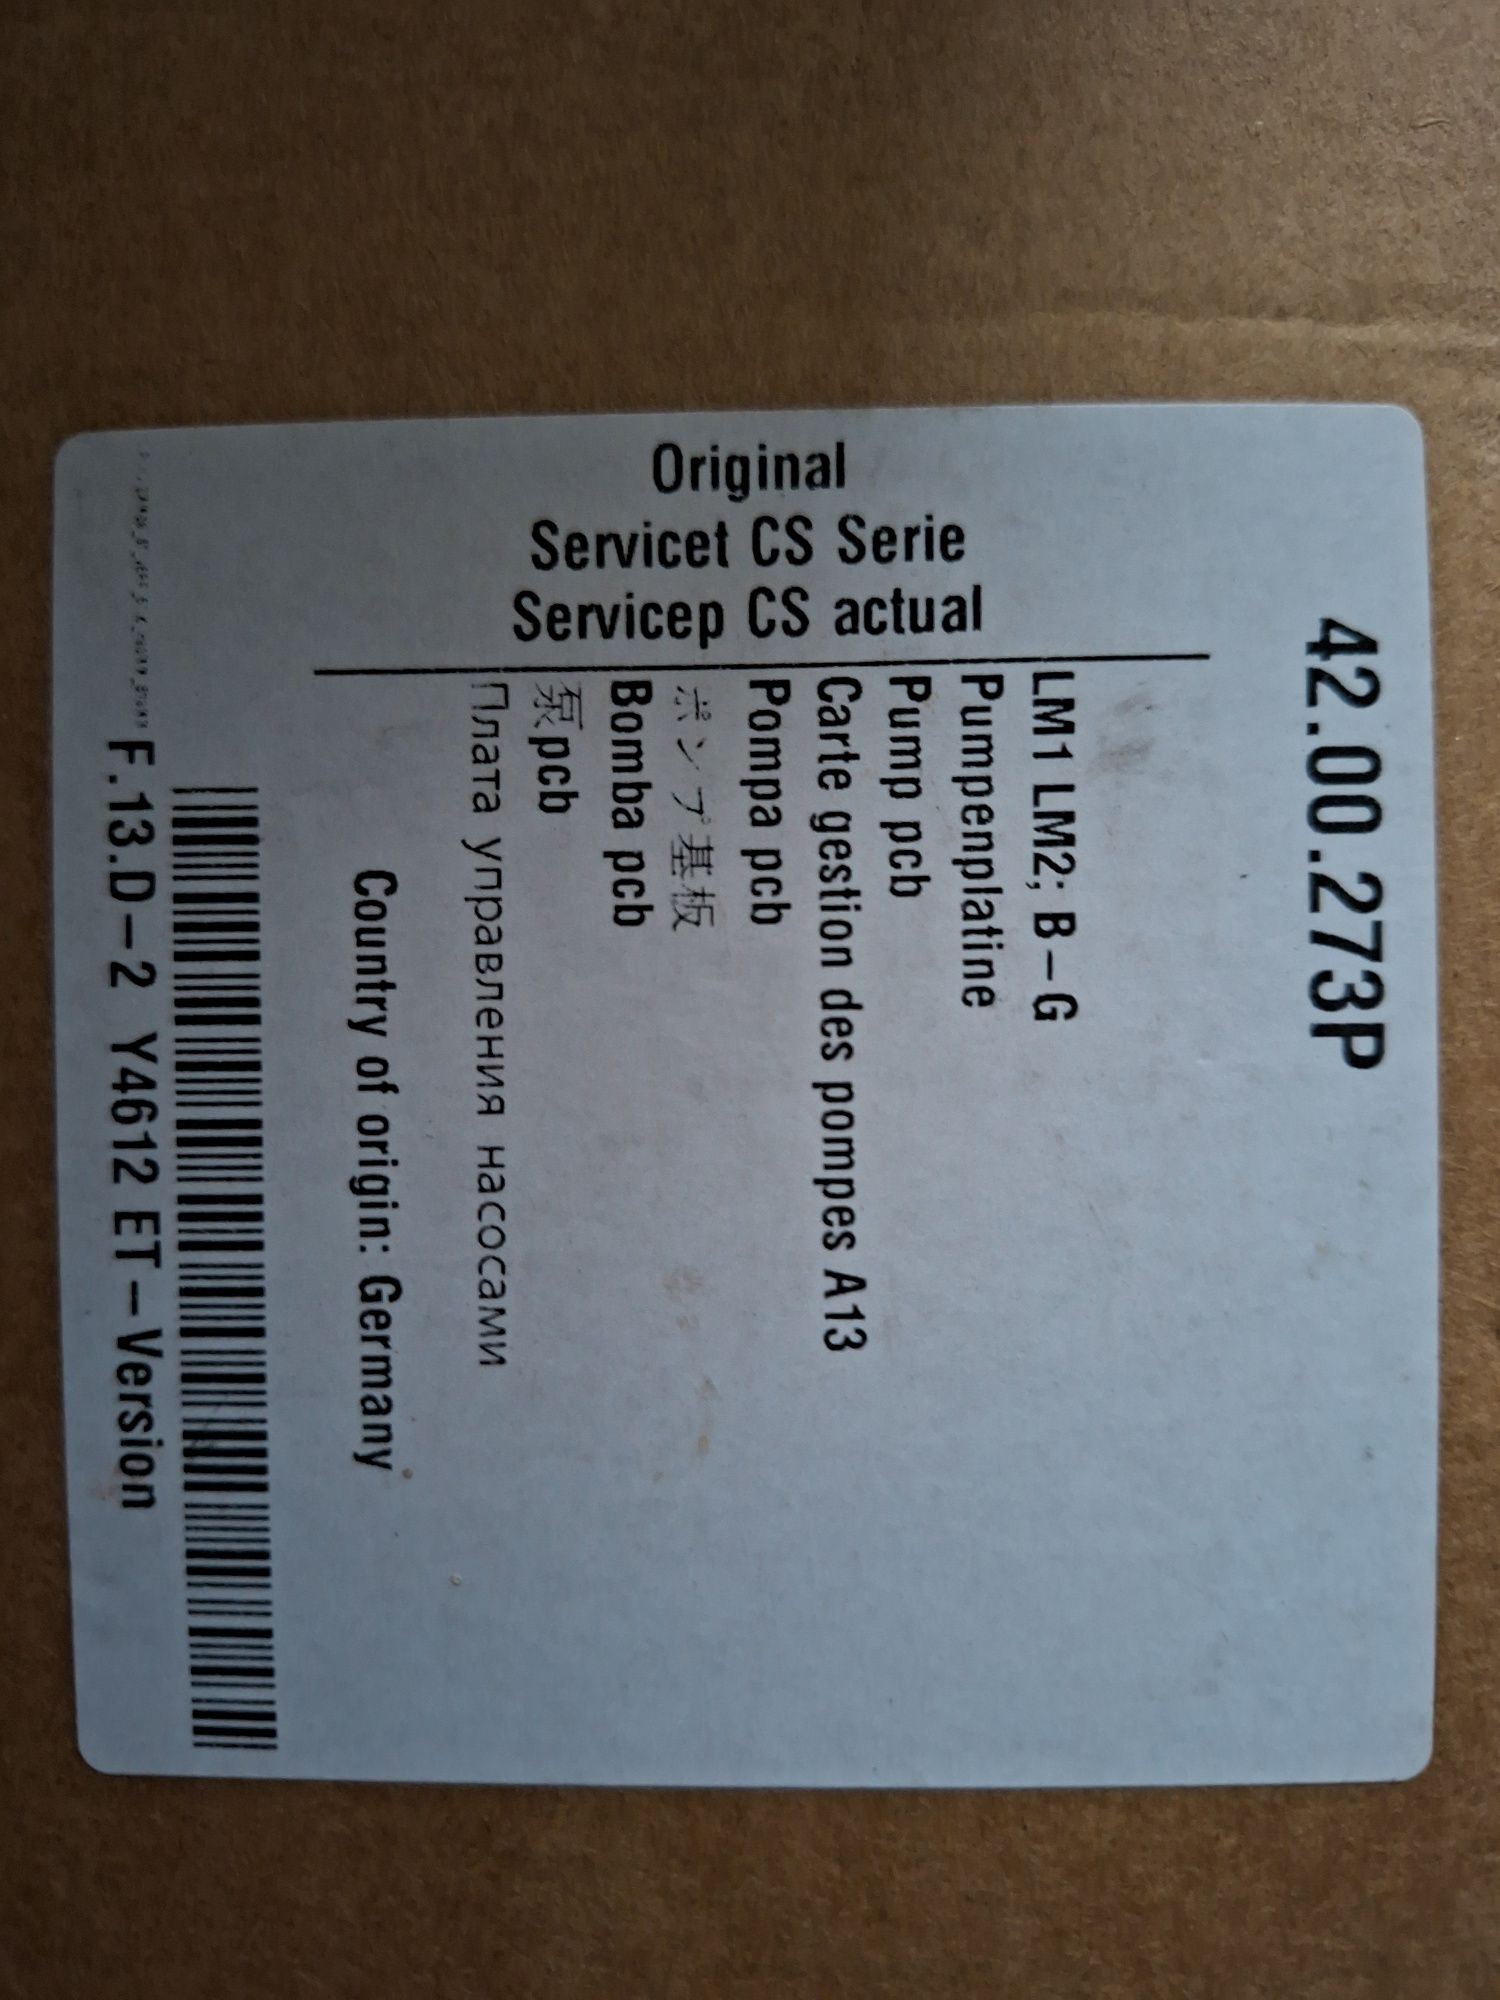 42.00.273P
Original
Servicet CS Serie
Servicep CS actual
LM1 LM2; B–G
Pumpenplatine
Pump pcb
Carte gestion des pompes A13
Pompa pcb
ポンプ基板
Bomba pcb
泵pcb
Плата управления насосами
Country of origin: Germany
F.13.D–2 Y4612 ET–Version